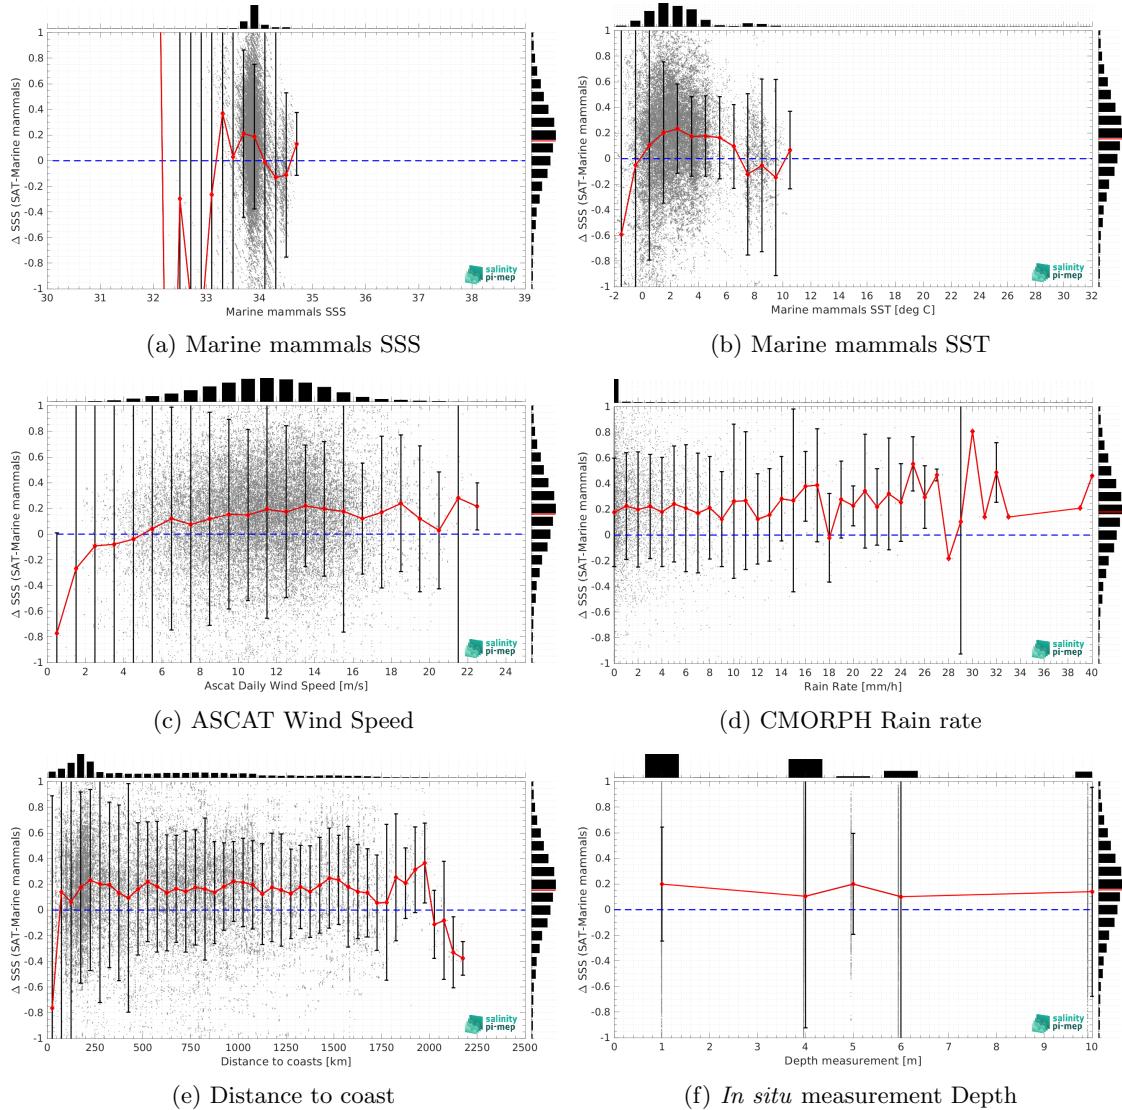 1
0.8
0.6
0.4
0.2
0
-0.2
-0.4
-0.6
-0.8
-1
Δ SSS (SAT-Marine mammals)
salinity
pi-mep
30 31 32 33 34 35 36 37 38 39
Marine mammals SSS
(a) Marine mammals SSS
1
0.8
0.6
0.4
0.2
0
-0.2
-0.4
-0.6
-0.8
-1
Δ SSS (SAT-Marine mammals)
salinity
pi-mep
-2 0 2 4 6 8 10 12 14 16 18 20 22 24 26 28 30 32
Marine mammals SST [deg C]
(b) Marine mammals SST
1
0.8
0.6
0.4
0.2
0
-0.2
-0.4
-0.6
-0.8
-1
Δ SSS (SAT-Marine mammals)
salinity
pi-mep
0 2 4 6 8 10 12 14 16 18 20 22 24
Ascat Daily Wind Speed [m/s]
(c) ASCAT Wind Speed
1
0.8
0.6
0.4
0.2
0
-0.2
-0.4
-0.6
-0.8
-1
Δ SSS (SAT-Marine mammals)
salinity
pi-mep
0 2 4 6 8 10 12 14 16 18 20 22 24 26 28 30 32 34 36 38 40
Rain Rate [mm/h]
(d) CMORPH Rain rate
1
0.8
0.6
0.4
0.2
0
-0.2
-0.4
-0.6
-0.8
-1
Δ SSS (SAT-Marine mammals)
salinity
pi-mep
0 250 500 750 1000 1250 1500 1750 2000 2250 2500
Distance to coasts [km]
(e) Distance to coast
1
0.8
0.6
0.4
0.2
0
-0.2
-0.4
-0.6
-0.8
-1
Δ SSS (SAT-Marine mammals)
salinity
pi-mep
0 1 2 3 4 5 6 7 8 9 10
Depth measurement [m]
(f) In situ measurement Depth